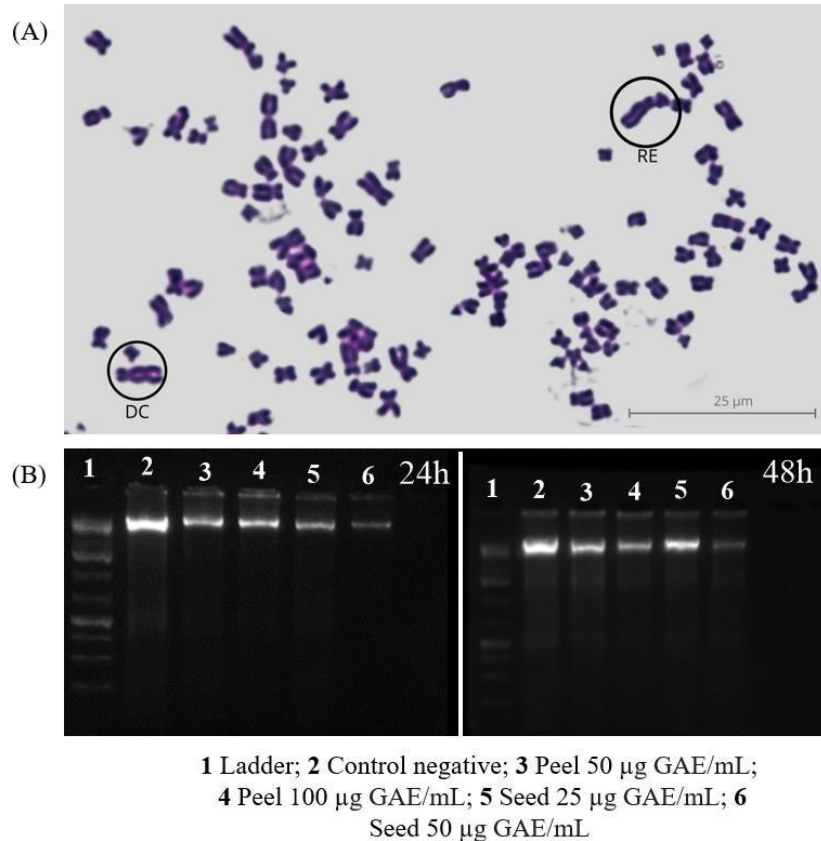 (A)
RE
DC
25 µm
(B)
1 2 3 4 5 6 24h
1 2 3 4 5 6 48h
1 Ladder; 2 Control negative; 3 Peel 50 µg GAE/mL;
4 Peel 100 µg GAE/mL; 5 Seed 25 µg GAE/mL; 6
Seed 50 µg GAE/mL